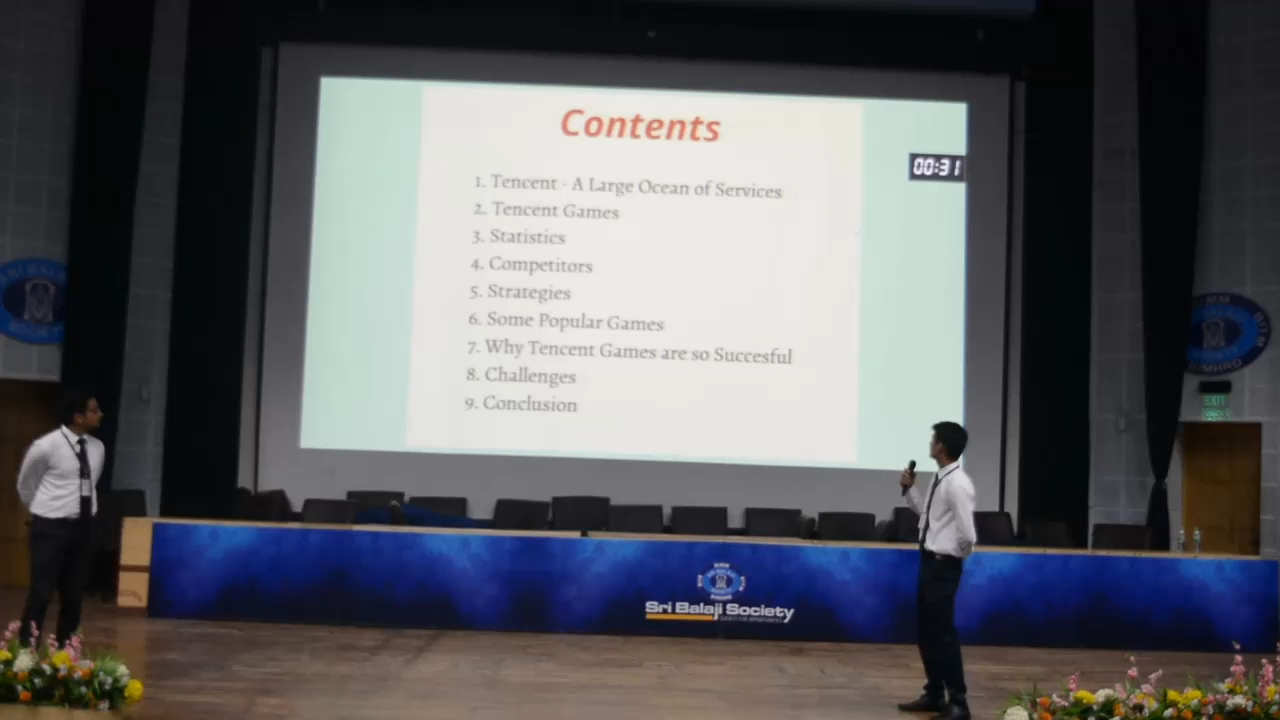 Contents
00:31
1. Tencent - A Large Ocean of Services
2. Tencent Games
3. Statistics
4. Competitors
5. Strategies
6. Some Popular Games
7. Why Tencent Games are so Succesful
8. Challenges
9. Conclusion
EXIT
Sri Balaji Society